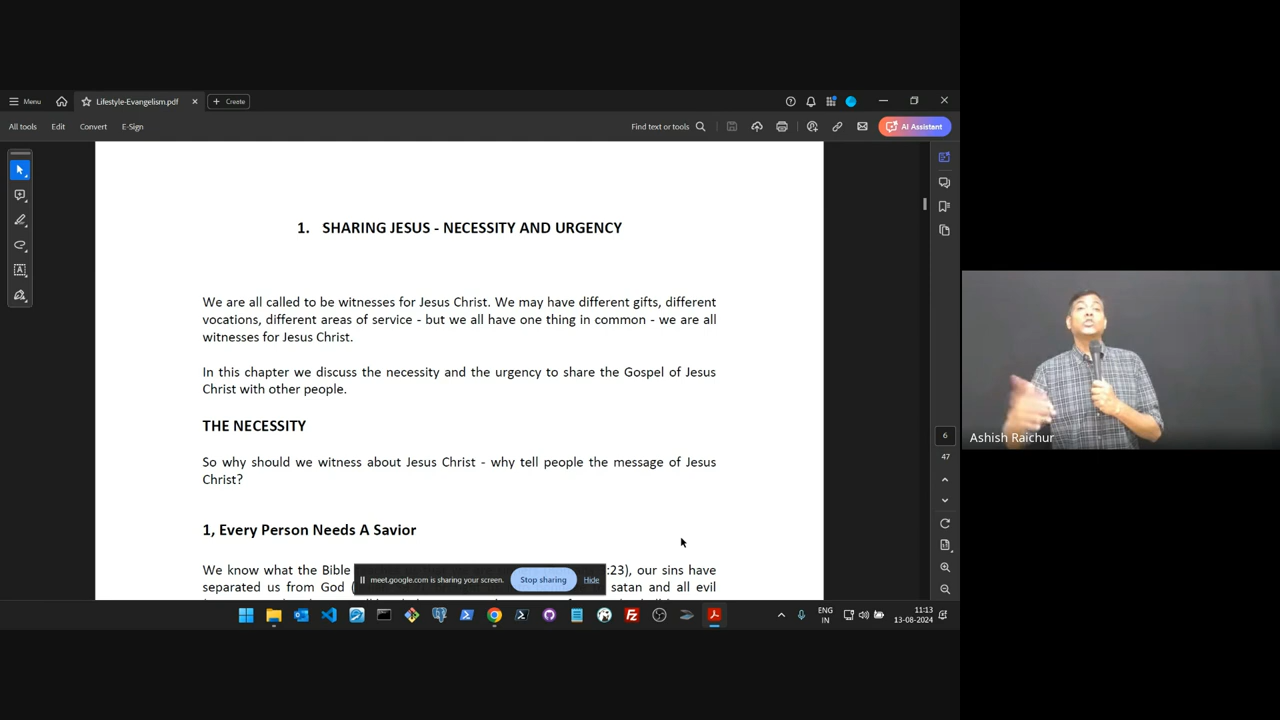 Menu
Lifestyle-Evangelism.pdf
Create
All tools Edit Convert E-Sign
Find text or tools
AI Assistant
1. SHARING JESUS - NECESSITY AND URGENCY
We are all called to be witnesses for Jesus Christ. We may have different gifts, different
vocations, different areas of service - but we all have one thing in common - we are all
witnesses for Jesus Christ.
In this chapter we discuss the necessity and the urgency to share the Gospel of Jesus
Christ with other people.
THE NECESSITY
So why should we witness about Jesus Christ - why tell people the message of Jesus
Christ?
1, Every Person Needs A Savior
We know what the Bible :23), our sins have
separated us from God ( satan and all evil
meet.google.com is sharing your screen. Stop sharing Hide
6
47
Ashish Raichur
ENG
IN
11:13
13-08-2024